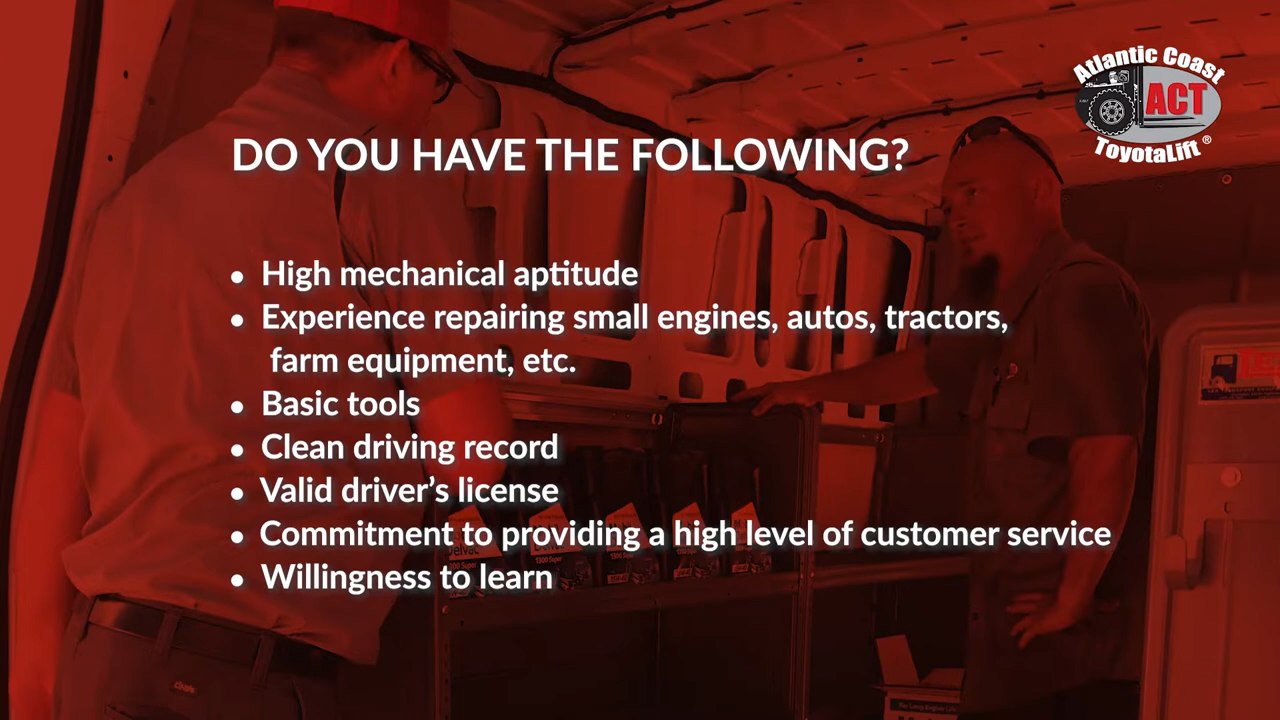 Atlantic Coast
ACT
ToyotaLift ®
DO YOU HAVE THE FOLLOWING?
• High mechanical aptitude
• Experience repairing small engines, autos, tractors,
farm equipment, etc.
• Basic tools
• Clean driving record
• Valid driver's license
• Commitment to providing a high level of customer service
• Willingness to learn